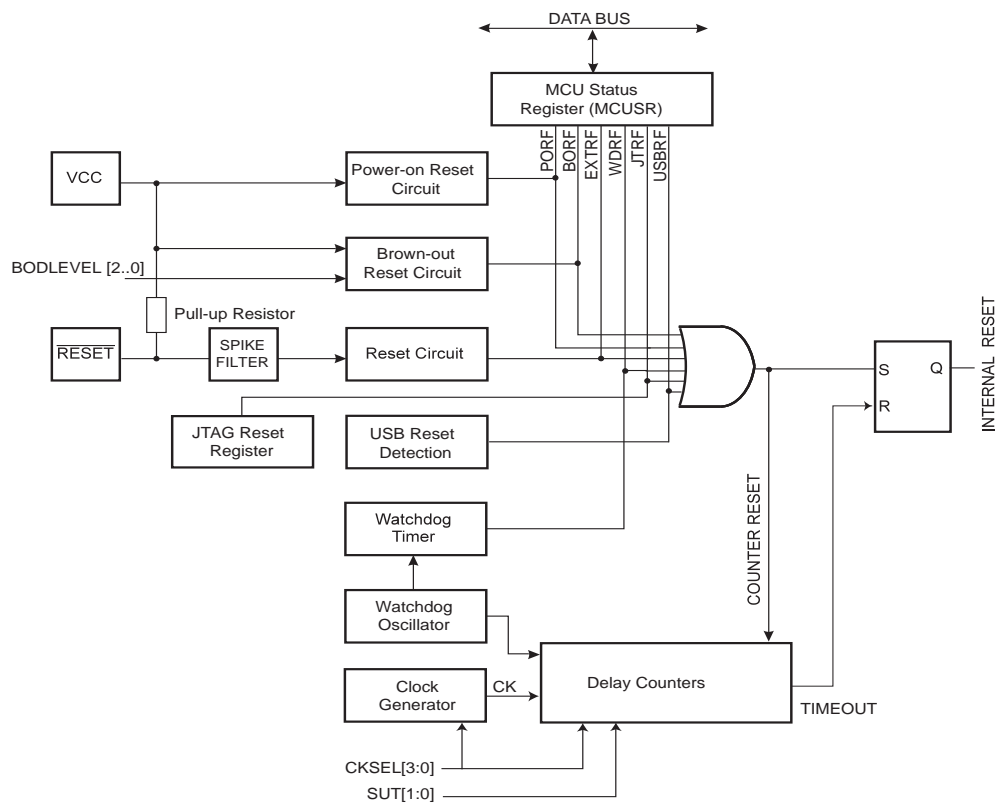 DATA BUS
MCU Status
Register (MCUSR)
PORF
BORF
EXTRF
WDRF
JTRF
USBRF
VCC
Power-on Reset
Circuit
BODLEVEL [2..0]
Brown-out
Reset Circuit
Pull-up Resistor
RESET
SPIKE
FILTER
Reset Circuit
S
Q
R
INTERNAL RESET
JTAG Reset
Register
USB Reset
Detection
Watchdog
Timer
COUNTER RESET
Watchdog
Oscillator
Clock
Generator
CK
Delay Counters
TIMEOUT
CKSEL[3:0]
SUT[1:0]